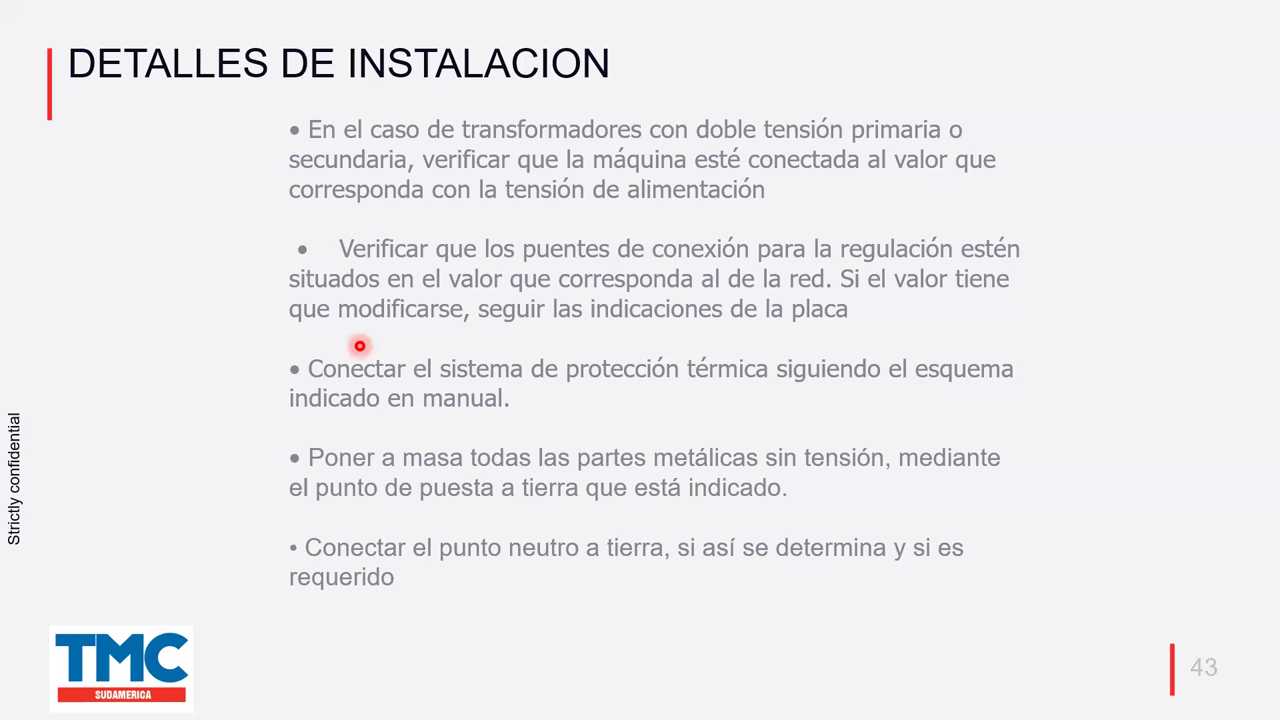 DETALLES DE INSTALACION
• En el caso de transformadores con doble tensión primaria o
secundaria, verificar que la máquina esté conectada al valor que
corresponda con la tensión de alimentación
• Verificar que los puentes de conexión para la regulación estén
situados en el valor que corresponda al de la red. Si el valor tiene
que modificarse, seguir las indicaciones de la placa
• Conectar el sistema de protección térmica siguiendo el esquema
indicado en manual.
• Poner a masa todas las partes metálicas sin tensión, mediante
el punto de puesta a tierra que está indicado.
• Conectar el punto neutro a tierra, si así se determina y si es
requerido
Strictly confidential
TMC
SUDAMERICA
43